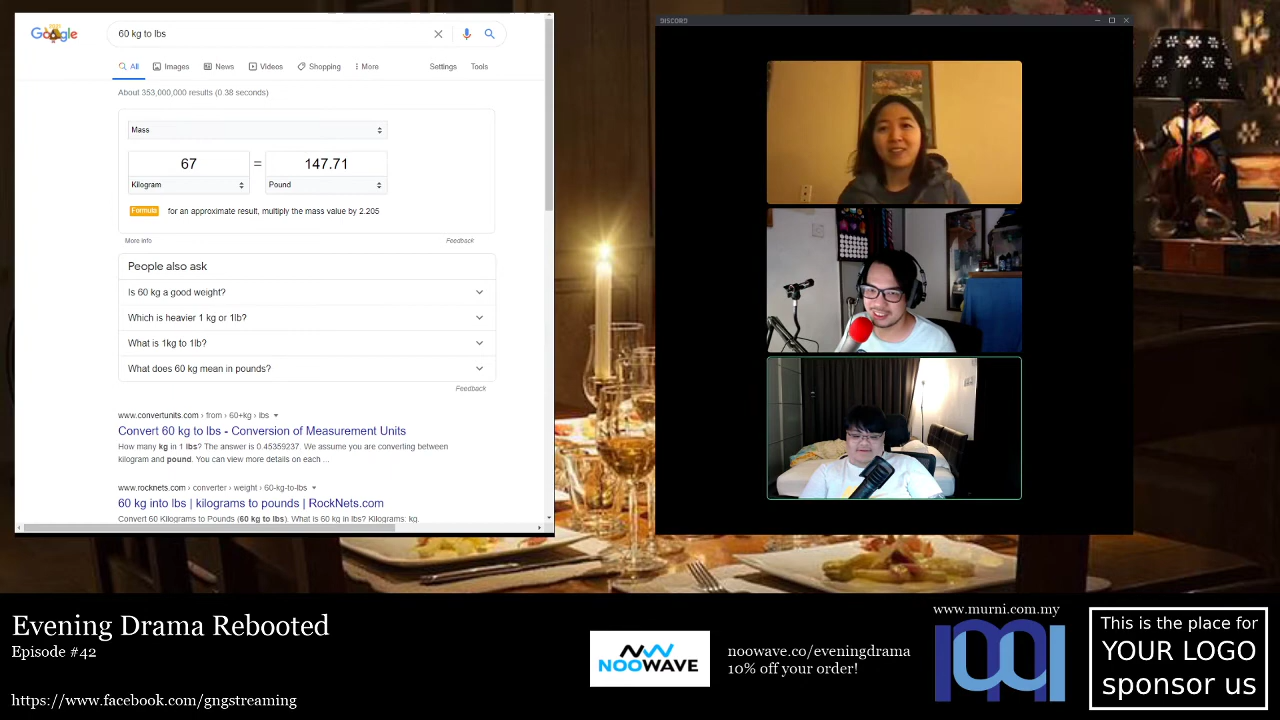 Google
60 kg to lbs
All
Images
News
Videos
Shopping
More
Settings
Tools
About 353,000,000 results (0.38 seconds)
Mass
67 = 147.71
Kilogram
Pound
Formula
for an approximate result, multiply the mass value by 2.205
More info
Feedback
People also ask
Is 60 kg a good weight?
Which is heavier 1 kg or 1lb?
What is 1kg to 1lb?
What does 60 kg mean in pounds?
Feedback
www.convertunits.com › from › 60+kg › lbs
Convert 60 kg to lbs - Conversion of Measurement Units
How many kg in 1 lbs? The answer is 0.45359237. We assume you are converting between
kilogram and pound. You can view more details on each ...
www.rocknets.com › converter › weight › 60-kg-to-lbs
60 kg into lbs | kilograms to pounds | RockNets.com
Convert 60 Kilograms to Pounds (60 kg to lbs). What is 60 kg in lbs? Kilograms: kg.
DISCORD
Evening Drama Rebooted
Episode #42
https://www.facebook.com/gngstreaming
NOOWAVE
noowave.co/eveningdrama
10% off your order!
www.murni.com.my
This is the place for
YOUR LOGO
sponsor us